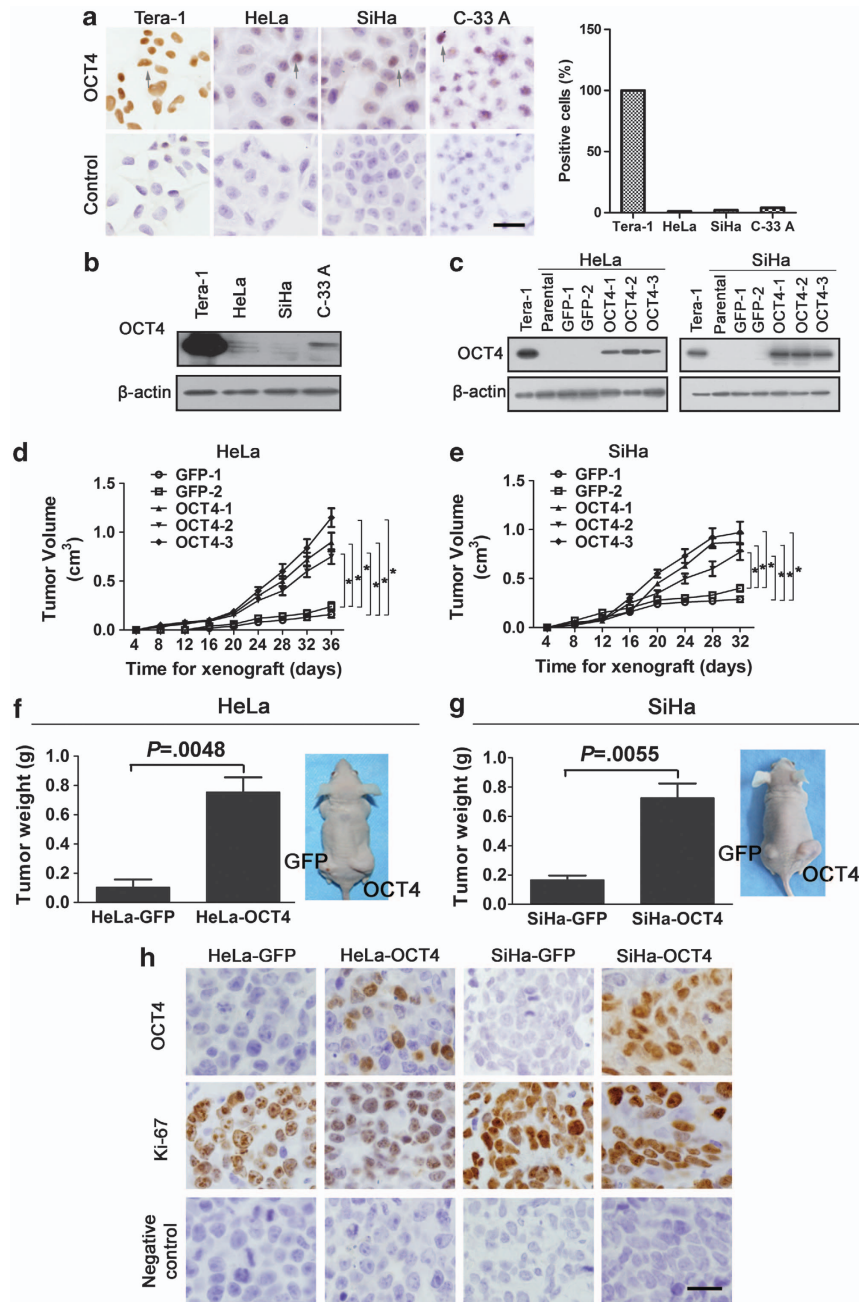 a
Tera-1 HeLa SiHa C-33 A
OCT4
Control
Positive cells (%)
150
100
50
0
Tera-1 HeLa SiHa C-33 A
b
Tera-1 HeLa SiHa C-33 A
OCT4
β-actin
c
HeLa SiHa
Tera-1 Parental GFP-1 GFP-2 OCT4-1 OCT4-2 OCT4-3
Tera-1 Parental GFP-1 GFP-2 OCT4-1 OCT4-2 OCT4-3
OCT4
β-actin
d
HeLa
Tumor Volume
(cm³)
1.5
1.0
0.5
0.0
GFP-1
GFP-2
OCT4-1
OCT4-2
OCT4-3
* * * * * *
4 8 12 16 20 24 28 32 36
Time for xenograft (days)
e
SiHa
Tumor Volume
(cm³)
1.5
1.0
0.5
0.0
GFP-1
GFP-2
OCT4-1
OCT4-2
OCT4-3
* * * * * *
4 8 12 16 20 24 28 32
Time for xenograft (days)
f
HeLa
Tumor weight (g)
1.0
0.8
0.6
0.4
0.2
0.0
P=.0048
HeLa-GFP HeLa-OCT4
GFP
OCT4
g
SiHa
Tumor weight (g)
1.0
0.8
0.6
0.4
0.2
0.0
P=.0055
SiHa-GFP SiHa-OCT4
GFP
OCT4
h
HeLa-GFP HeLa-OCT4 SiHa-GFP SiHa-OCT4
OCT4
Ki-67
Negative
control